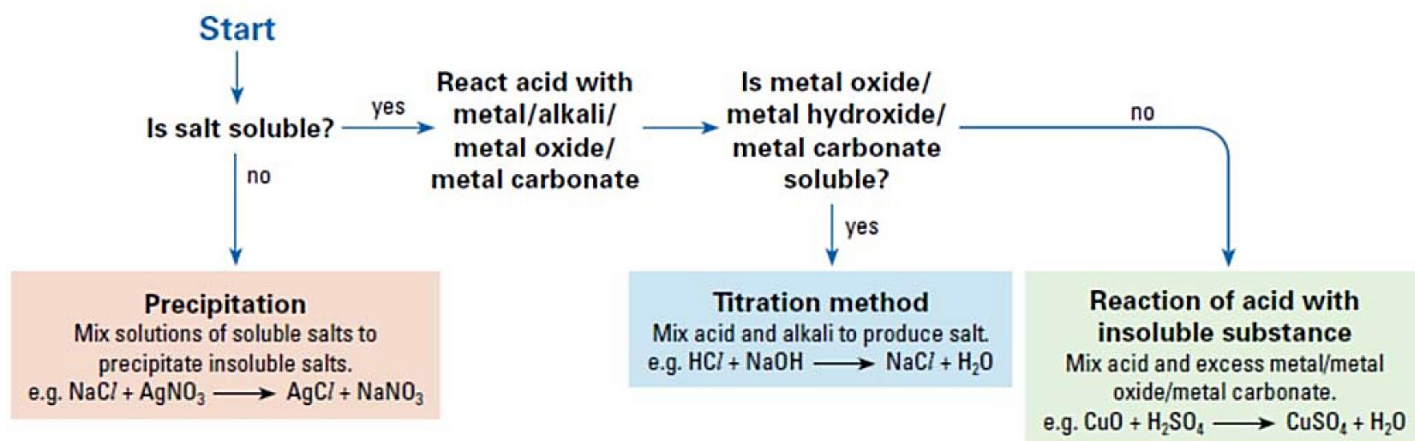 Start
Is salt soluble?
yes
no
React acid with
metal/alkali/
metal oxide/
metal carbonate
Is metal oxide/
metal hydroxide/
metal carbonate
soluble?
no
yes
Precipitation
Mix solutions of soluble salts to
precipitate insoluble salts.
e.g. NaCl + AgNO₃ ⟶ AgCl + NaNO₃
Titration method
Mix acid and alkali to produce salt.
e.g. HCl + NaOH ⟶ NaCl + H₂O
Reaction of acid with
insoluble substance
Mix acid and excess metal/metal
oxide/metal carbonate.
e.g. CuO + H₂SO₄ ⟶ CuSO₄ + H₂O